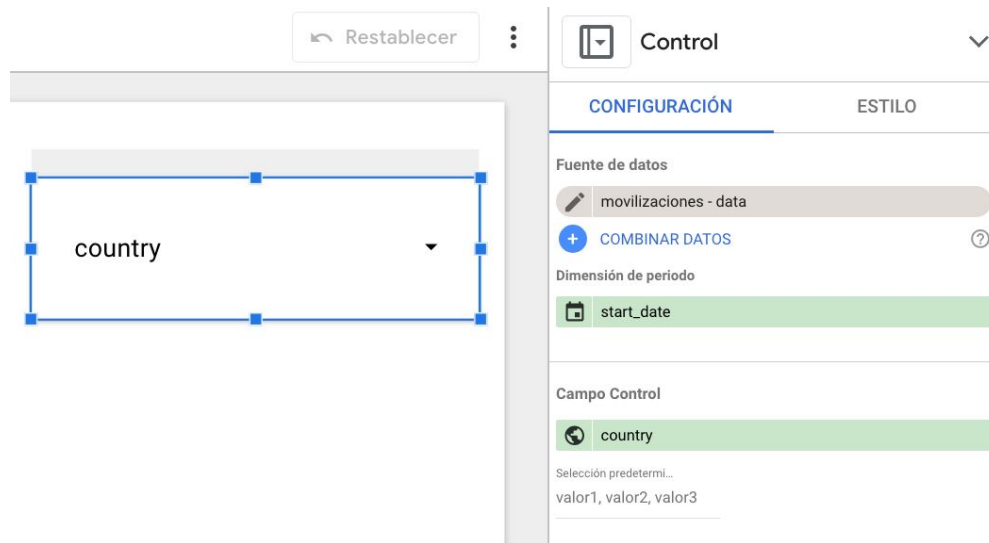 Restablecer
Control
CONFIGURACIÓN
ESTILO
Fuente de datos
movilizaciones - data
COMBINAR DATOS
Dimensión de periodo
start_date
country
Campo Control
country
Selección predetermi...
valor1, valor2, valor3